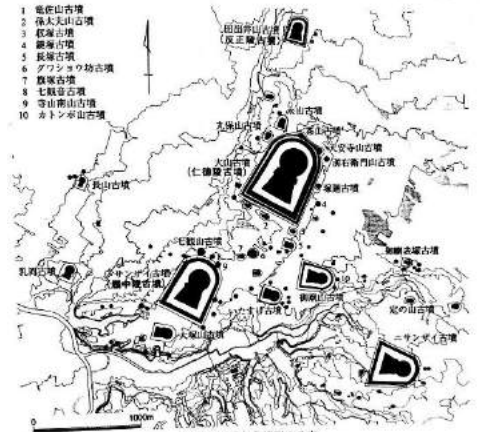 1 竜佐山古墳
2 孫太夫山古墳
3 収塚古墳
4 鏡塚古墳
5 長塚古墳
6 グワショウ坊古墳
7 旗塚古墳
8 七観音古墳
9 寺山南山古墳
10 カトンボ山古墳
田出井山古墳
(反正陵古墳)
永山古墳
丸保山古墳
茶山古墳
大安寺山古墳
大山古墳
(仁徳陵古墳)
源右衛門山古墳
塚廻古墳
長山古墳
七観山古墳
御廟表塚古墳
乳岡古墳
ミサンザイ古墳
(履中陵古墳)
いたすけ古墳
御廟山古墳
定の山古墳
大塚山古墳
ニサンザイ古墳
4
7
9
10
0
1000m